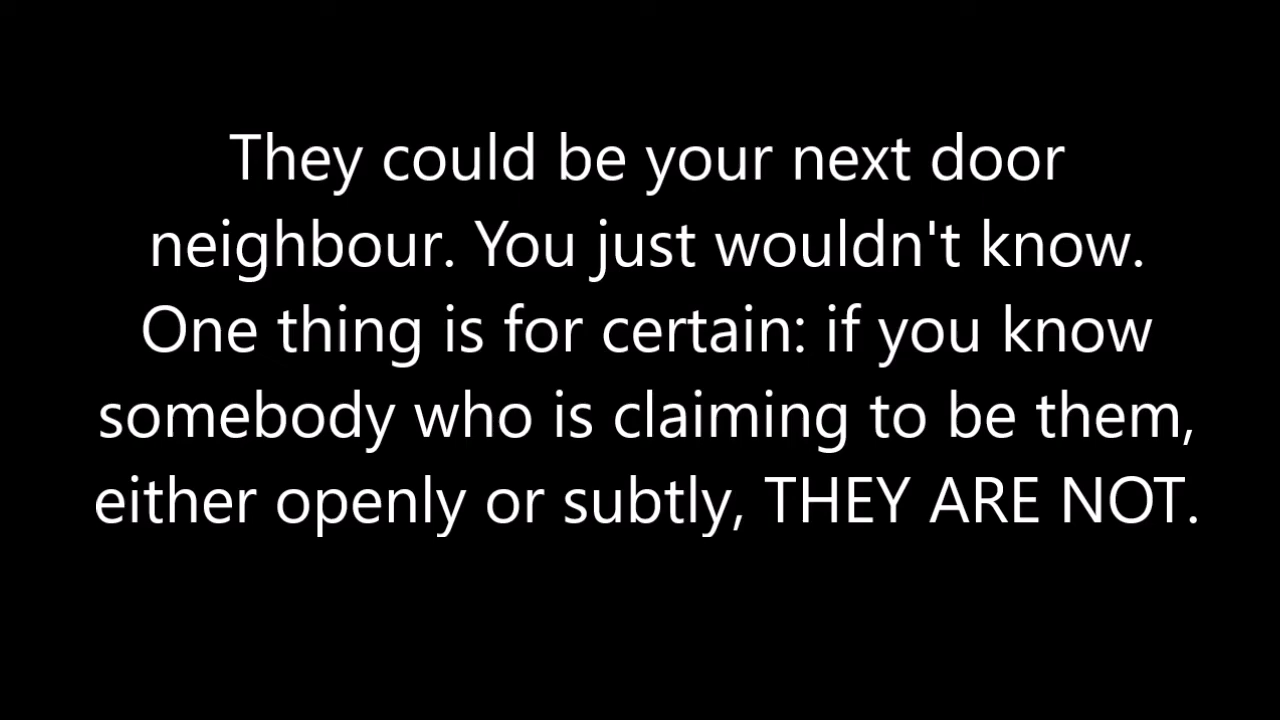 They could be your next door
neighbour. You just wouldn't know.
One thing is for certain: if you know
somebody who is claiming to be them,
either openly or subtly, THEY ARE NOT.